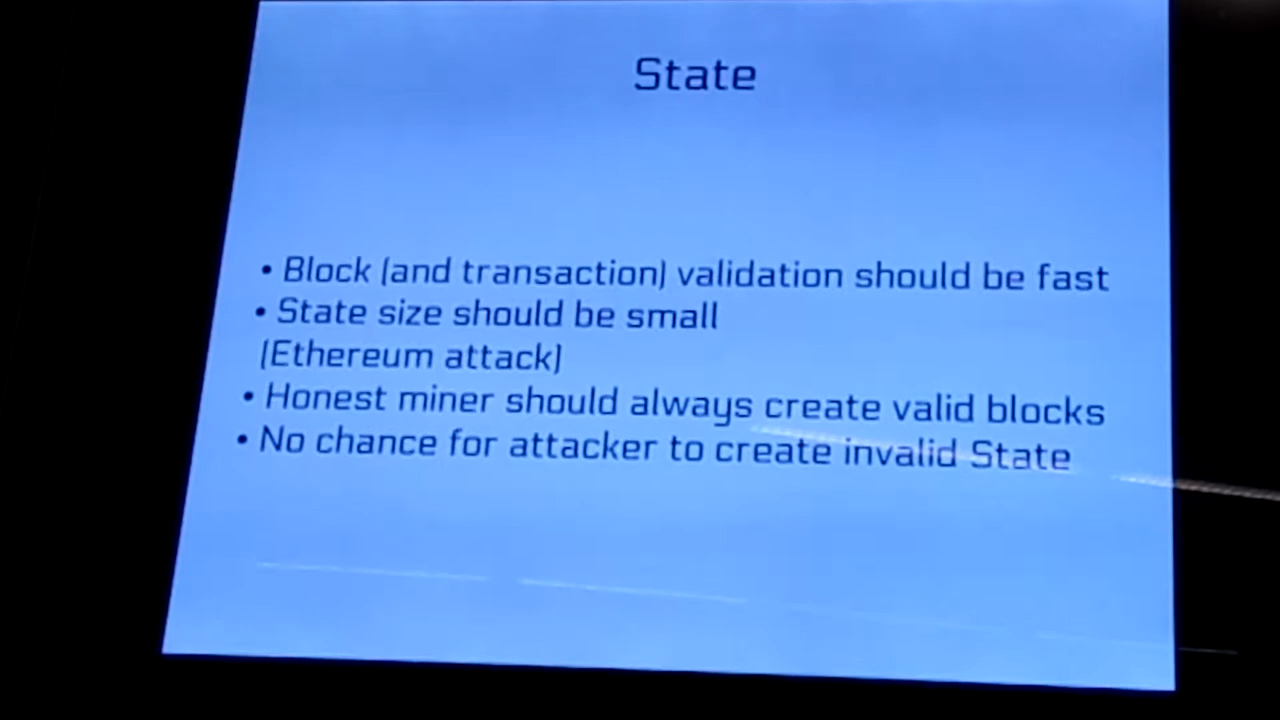 State
• Block (and transaction) validation should be fast
• State size should be small
(Ethereum attack)
• Honest miner should always create valid blocks
• No chance for attacker to create invalid State